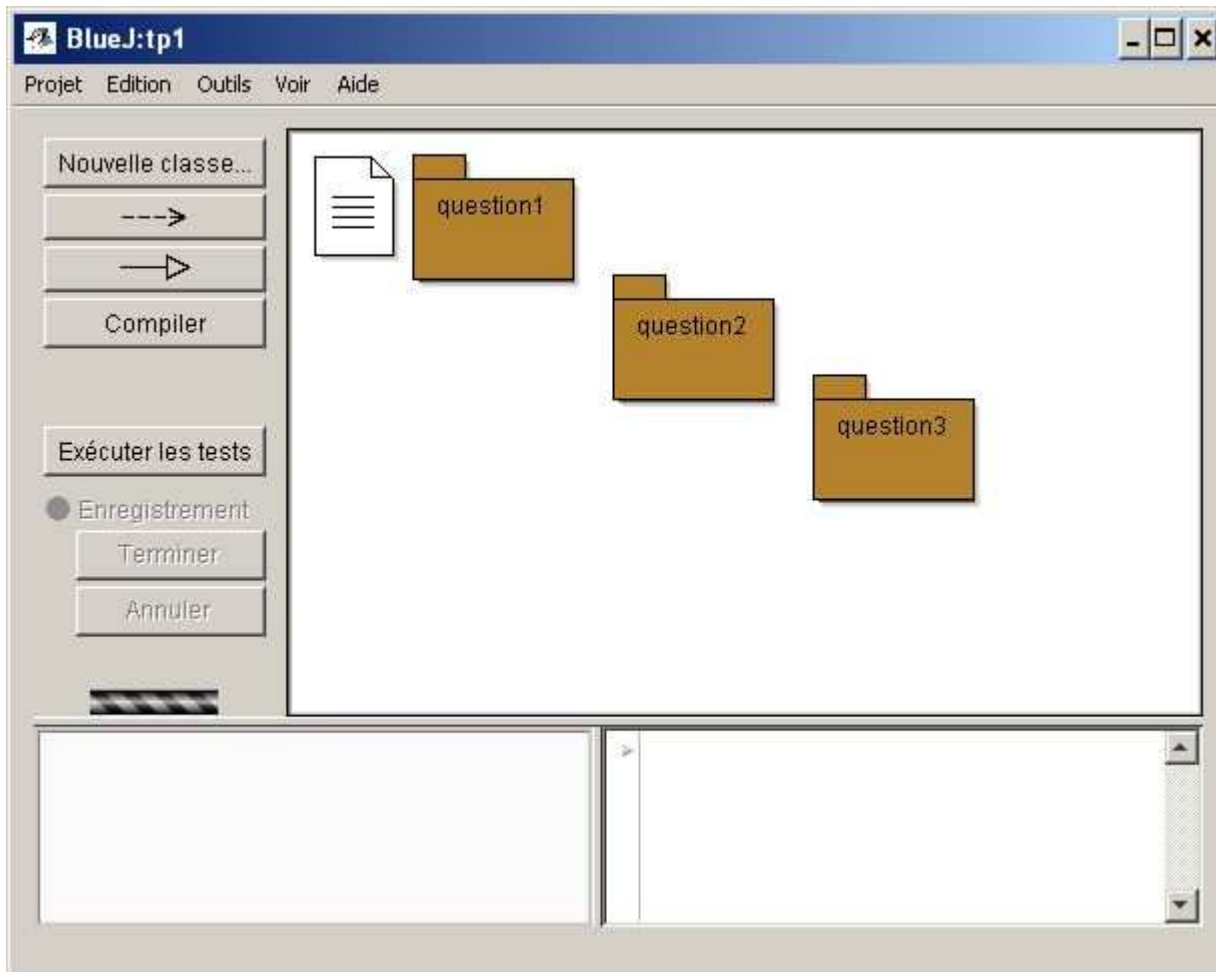 BlueJ:tp1
Projet Edition Outils Voir Aide
Nouvelle classe...
Compiler
Exécuter les tests
Enregistrement
Terminer
Annuler
question1
question2
question3